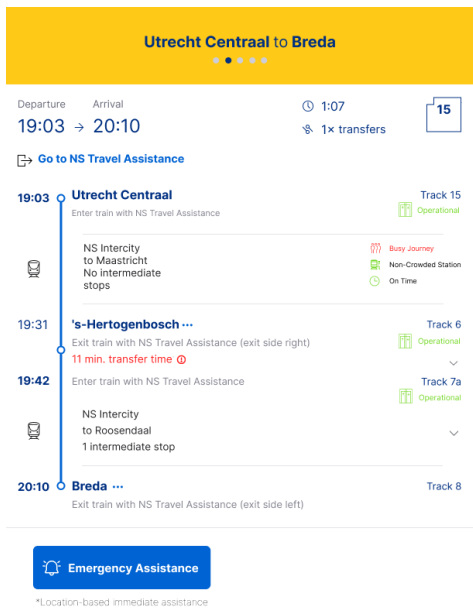 Utrecht Centraal to Breda
Departure Arrival
19:03 → 20:10
1:07
1× transfers
15
Go to NS Travel Assistance
19:03 Utrecht Centraal Track 15
Enter train with NS Travel Assistance Operational
NS Intercity
to Maastricht
No intermediate
stops
Busy Journey
Non-Crowded Station
On Time
19:31 's-Hertogenbosch ••• Track 6
Exit train with NS Travel Assistance (exit side right) Operational
11 min. transfer time
19:42 Enter train with NS Travel Assistance Track 7a
Operational
NS Intercity
to Roosendaal
1 intermediate stop
20:10 Breda ••• Track 8
Exit train with NS Travel Assistance (exit side left)
Emergency Assistance
*Location-based immediate assistance